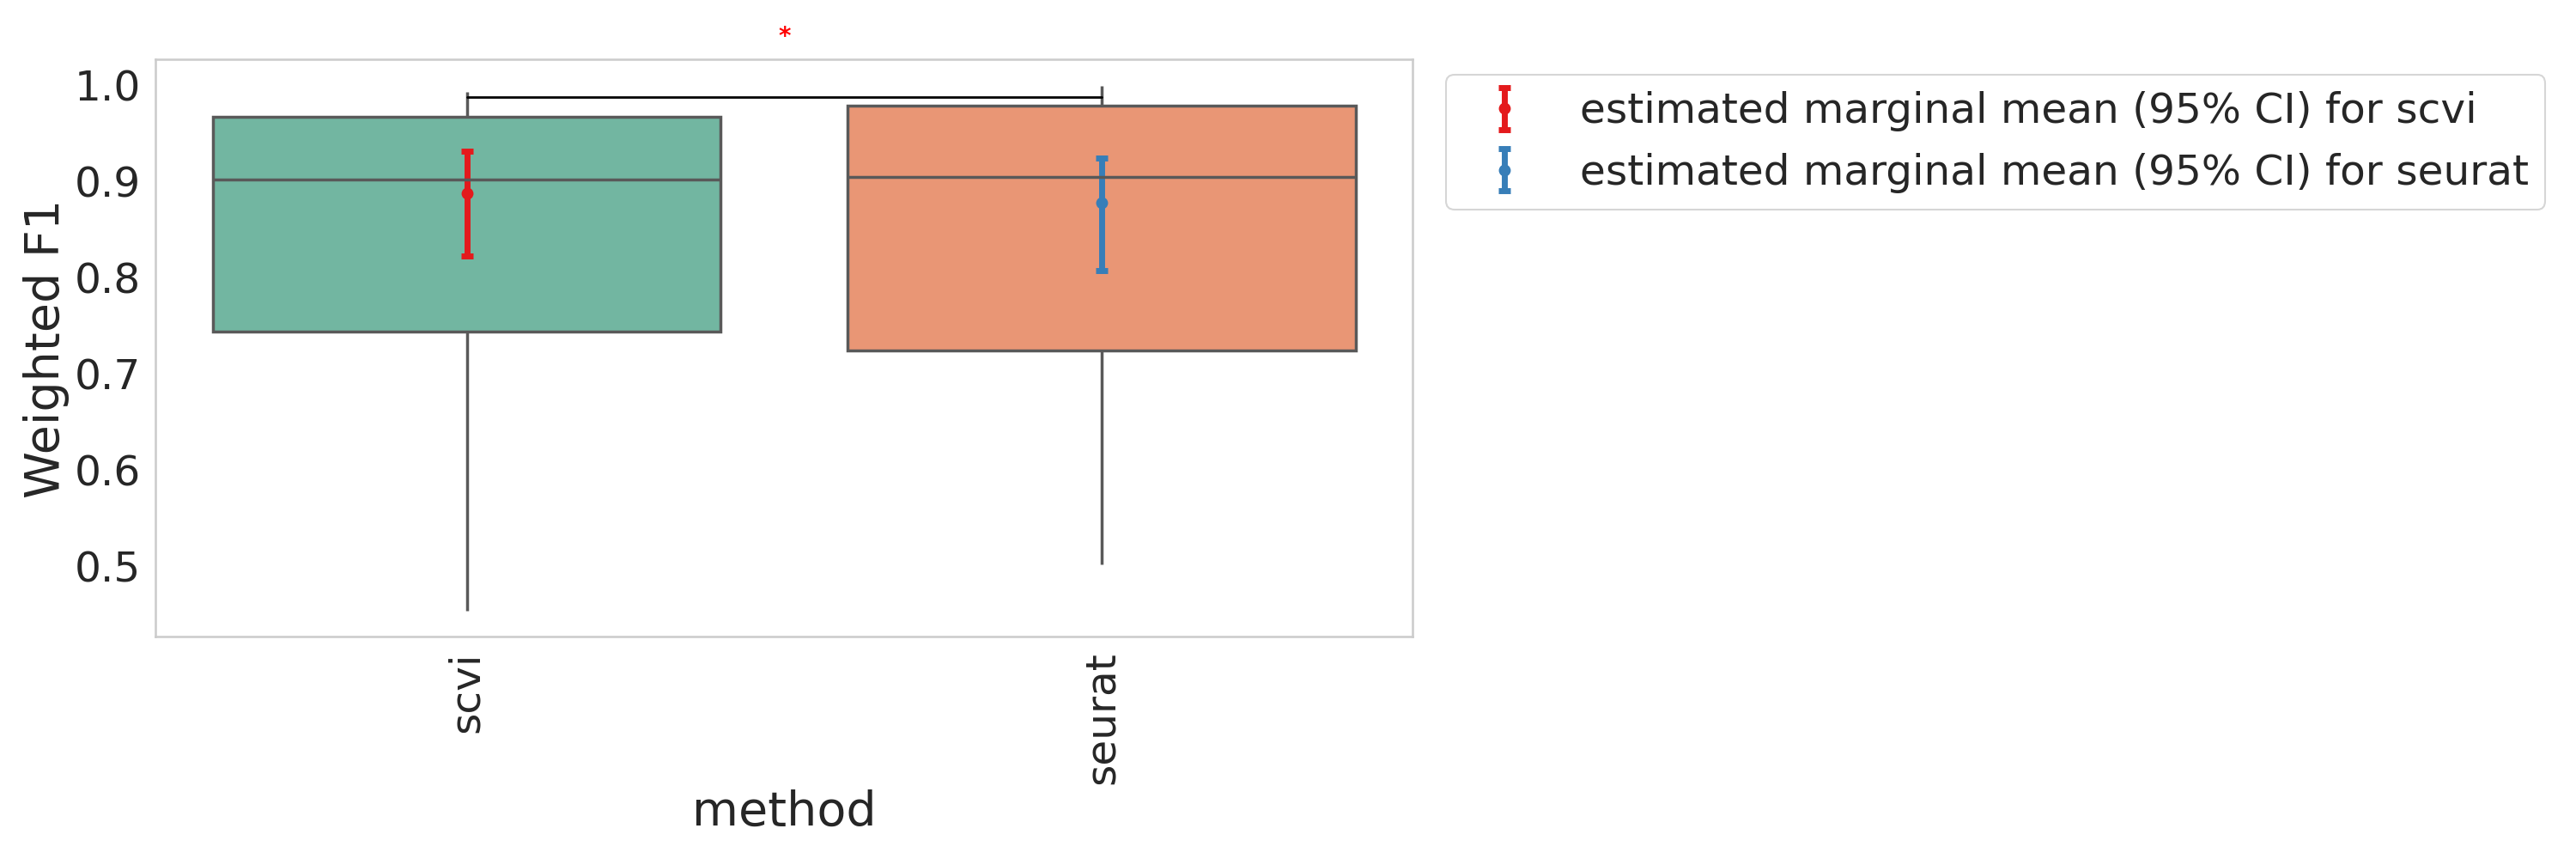 *
1.0
0.9
0.8
0.7
0.6
0.5
Weighted F1
scvi
seurat
method
estimated marginal mean (95% CI) for scvi
estimated marginal mean (95% CI) for seurat